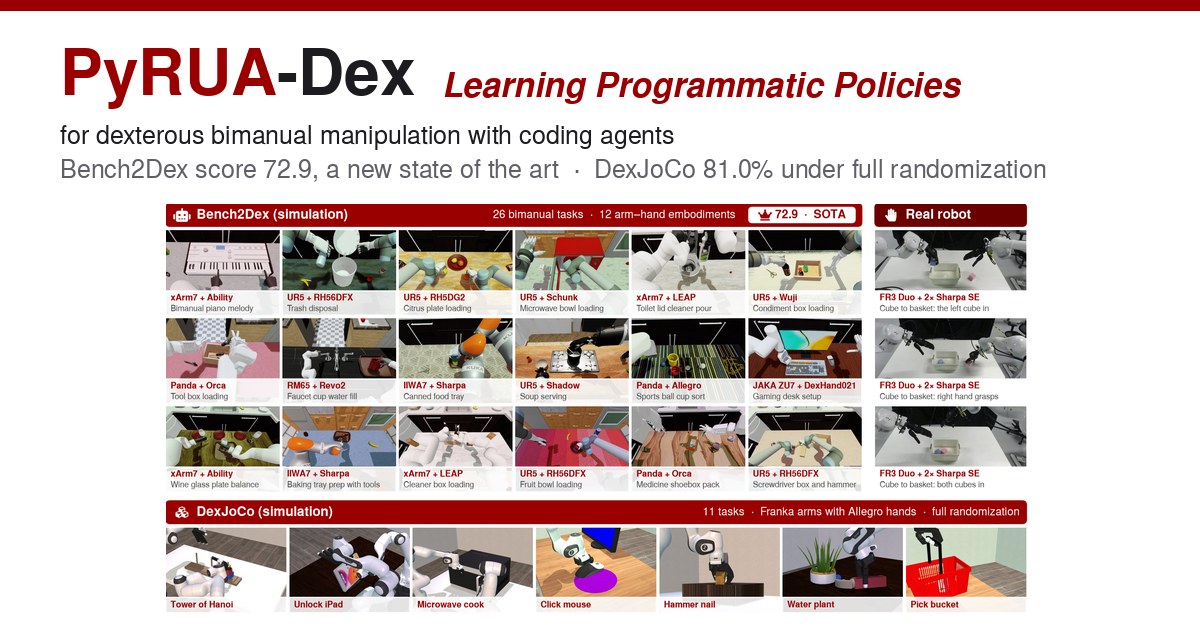 PyRUA-Dex Learning Programmatic Policies
for dexterous bimanual manipulation with coding agents
Bench2Dex score 72.9, a new state of the art · DexJoCo 81.0% under full randomization
Bench2Dex (simulation) 26 bimanual tasks · 12 arm–hand embodiments 72.9 · SOTA Real robot
xArm7 + Ability UR5 + RH56DFX UR5 + RH5DG2 UR5 + Schunk xArm7 + LEAP UR5 + Wuji FR3 Duo + 2× Sharpa SE
Bimanual piano melody Trash disposal Citrus plate loading Microwave bowl loading Toilet lid cleaner pour Condiment box loading Cube to basket: the left cube in
Panda + Orca RM65 + Revo2 IIWA7 + Sharpa UR5 + Shadow Panda + Allegro JAKA ZU7 + DexHand021 FR3 Duo + 2× Sharpa SE
Tool box loading Faucet cup water fill Canned food tray Soup serving Sports ball cup sort Gaming desk setup Cube to basket: right hand grasps
xArm7 + Ability IIWA7 + Sharpa xArm7 + LEAP UR5 + RH56DFX Panda + Orca UR5 + RH56DFX FR3 Duo + 2× Sharpa SE
Wine glass plate balance Baking tray prep with tools Cleaner box loading Fruit bowl loading Medicine shoebox pack Screwdriver box and hammer Cube to basket: both cubes in
DexJoCo (simulation) 11 tasks · Franka arms with Allegro hands · full randomization
Tower of Hanoi Unlock iPad Microwave cook Click mouse Hammer nail Water plant Pick bucket